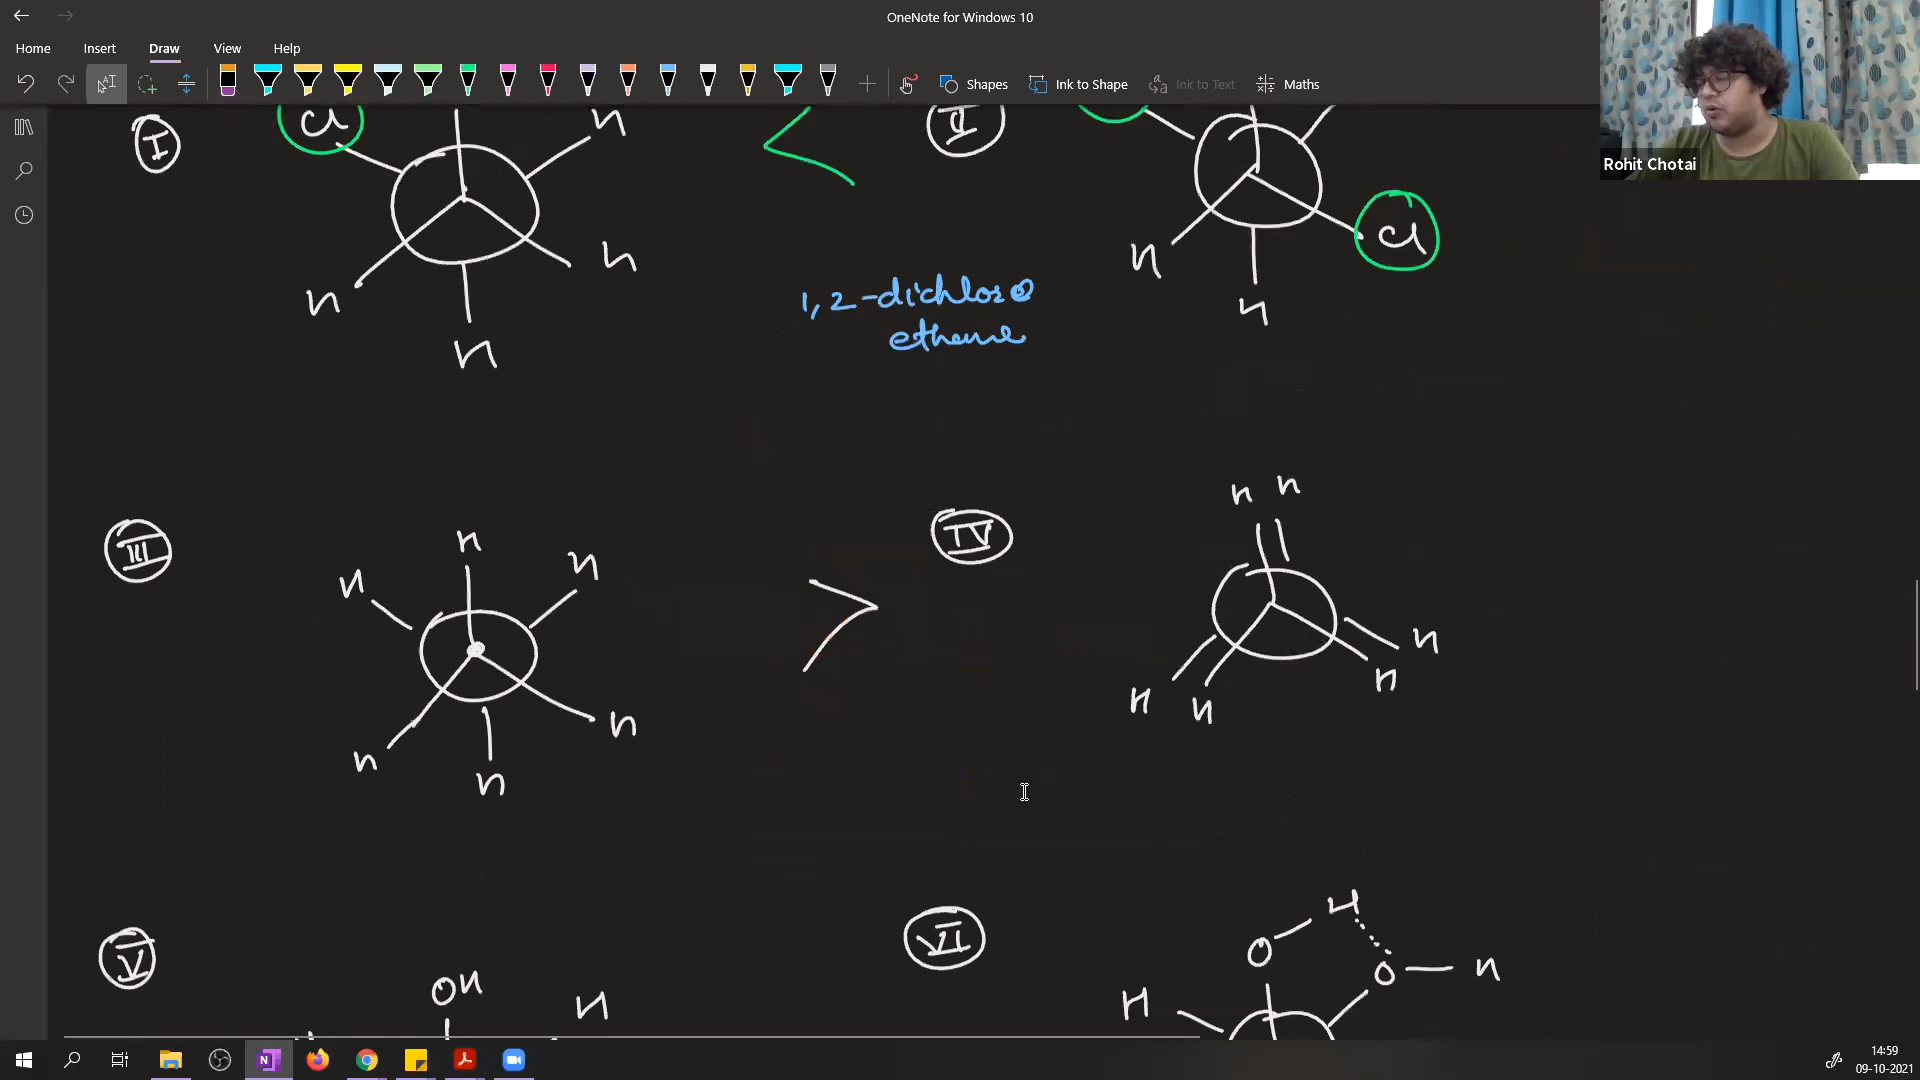 OneNote for Windows 10
Home Insert Draw View Help
Shapes Ink to Shape Ink to Text Maths
Rohit Chotai
I Cl H II
H H H Cl
H H
1,2-dichloro
ethane
III H H H IV H H
H H H H
H H H H
V VI H
O
OH H H O H
14:59
09-10-2021